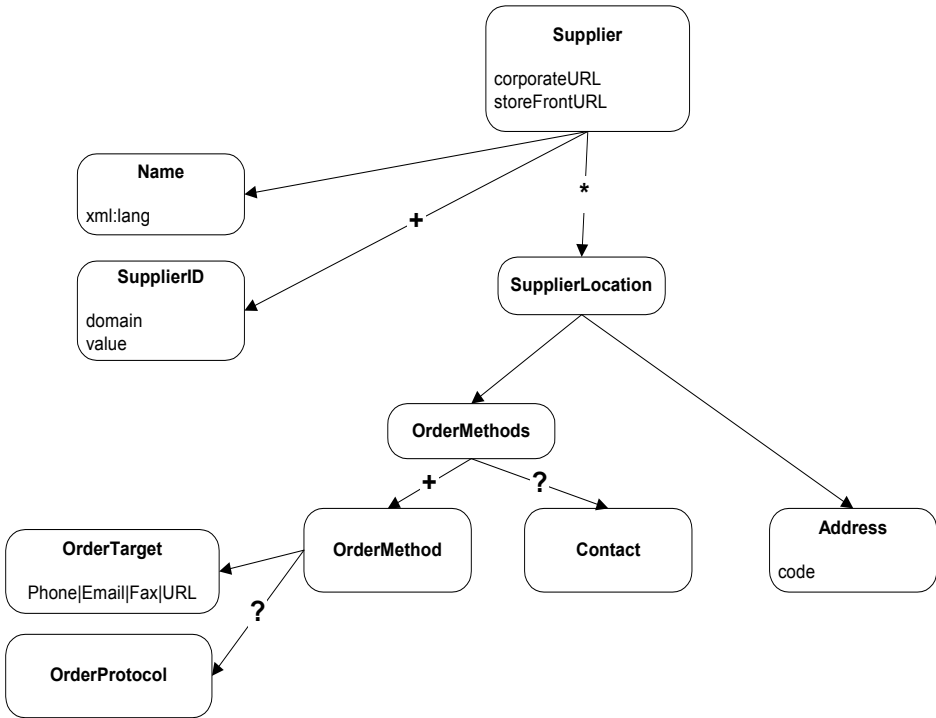 Supplier
corporateURL
storeFrontURL
Name
xml:lang
*
+
SupplierID
domain
value
SupplierLocation
OrderMethods
+
?
OrderTarget
Phone|Email|Fax|URL
OrderMethod
Contact
Address
code
?
OrderProtocol